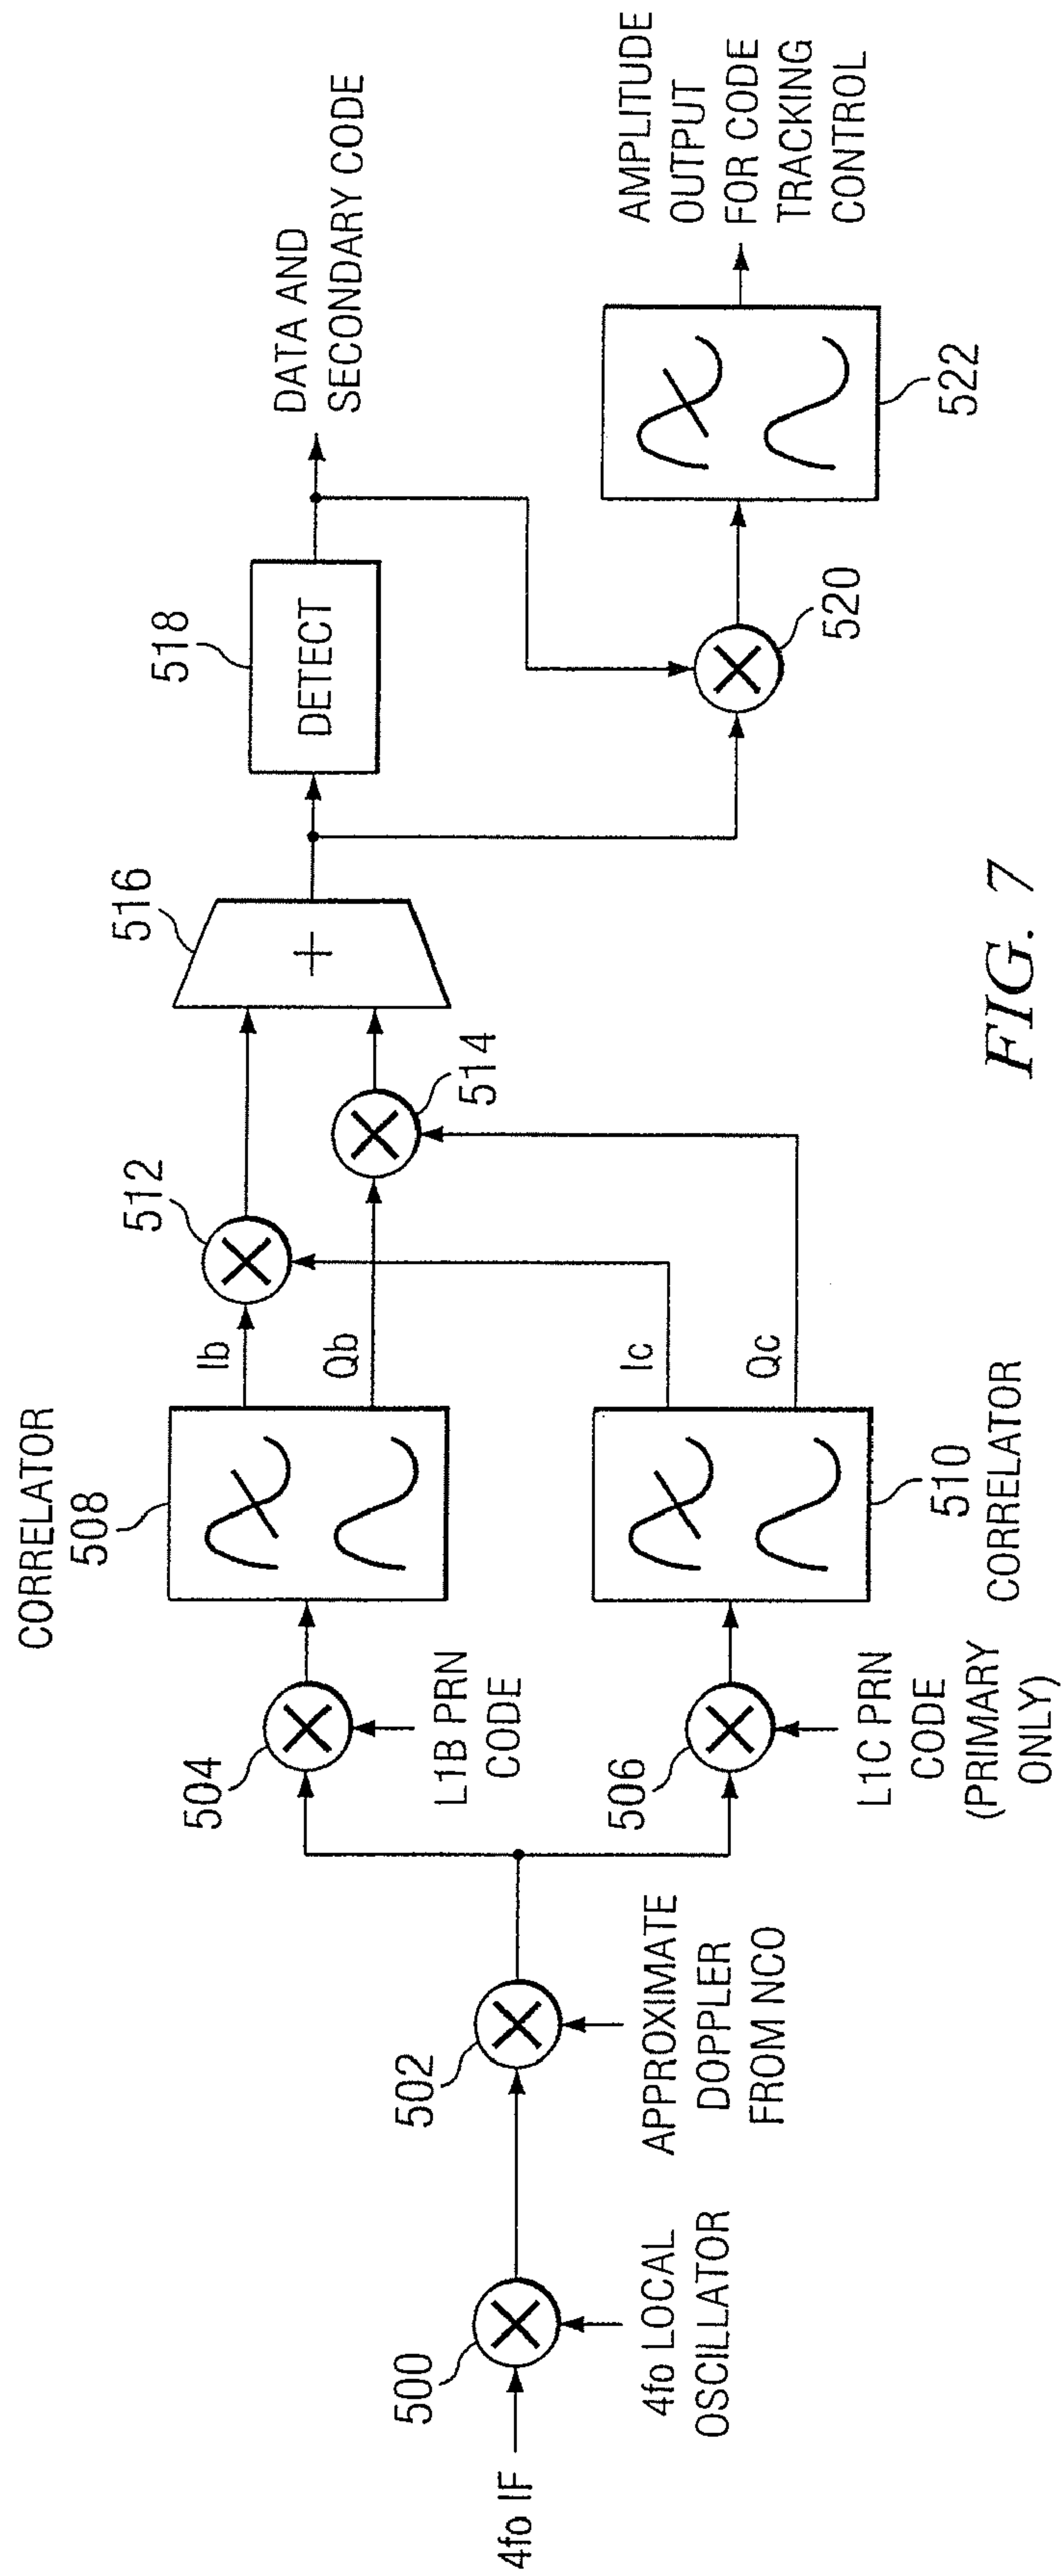 4fo IF
500
4fo LOCAL
OSCILLATOR
502
APPROXIMATE
DOPPLER
FROM NCO
504
L1B PRN
CODE
506
L1C PRN
CODE
(PRIMARY
ONLY)
CORRELATOR
508
Ib
Qb
510
CORRELATOR
Ic
Qc
512
514
516
+
518
DETECT
DATA AND
SECONDARY CODE
520
522
AMPLITUDE
OUTPUT
FOR CODE
TRACKING
CONTROL
FIG. 7